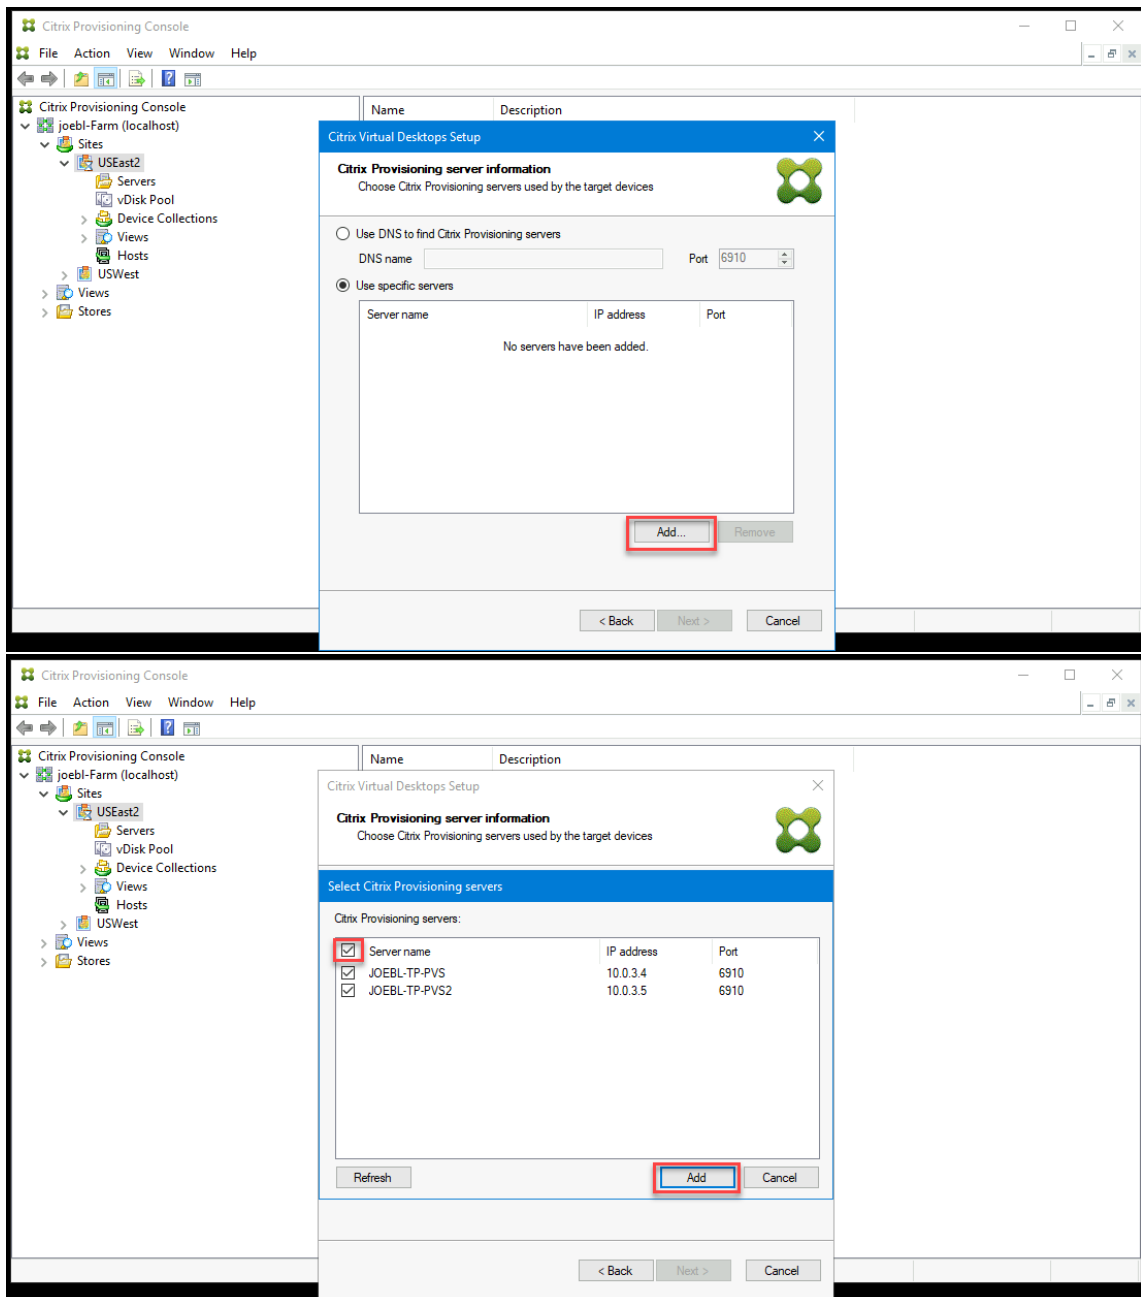 Citrix Provisioning Console
File Action View Window Help
Citrix Provisioning Console
joebl-Farm (localhost)
Sites
USEast2
Servers
vDisk Pool
Device Collections
Views
Hosts
USWest
Views
Stores
Name Description
Citrix Virtual Desktops Setup
Citrix Provisioning server information
Choose Citrix Provisioning servers used by the target devices
Use DNS to find Citrix Provisioning servers
DNS name Port 6910
Use specific servers
Server name IP address Port
No servers have been added.
Add... Remove
< Back Next > Cancel
Citrix Provisioning Console
File Action View Window Help
Citrix Provisioning Console
joebl-Farm (localhost)
Sites
USEast2
Servers
vDisk Pool
Device Collections
Views
Hosts
USWest
Views
Stores
Name Description
Citrix Virtual Desktops Setup
Citrix Provisioning server information
Choose Citrix Provisioning servers used by the target devices
Select Citrix Provisioning servers
Citrix Provisioning servers:
Server name IP address Port
JOEBL-TP-PVS 10.0.3.4 6910
JOEBL-TP-PVS2 10.0.3.5 6910
Refresh Add Cancel
< Back Next > Cancel